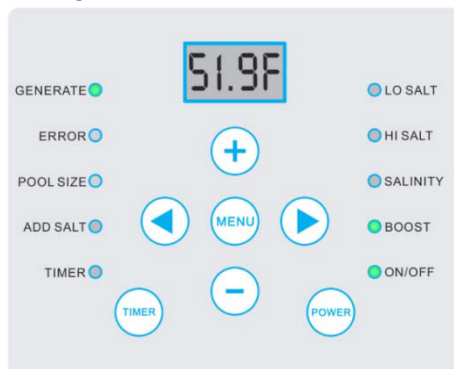 51.9F
GENERATE
LO SALT
ERROR
+
HI SALT
POOL SIZE
SALINITY
ADD SALT
MENU
BOOST
TIMER
-
ON/OFF
TIMER
POWER